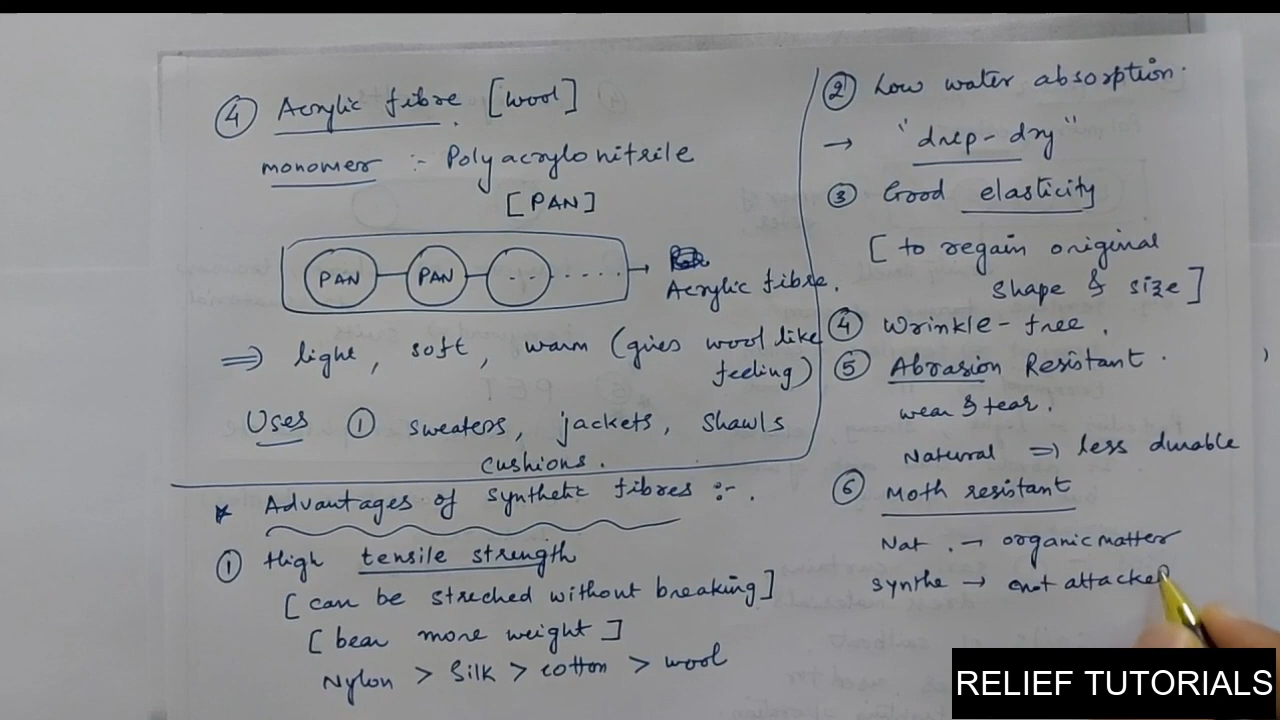 ④ Acrylic fibre [Wool]
monomer :- Polyacrylonitrile
[PAN]
PAN PAN .. .... → Acrylic fibre.
⇒ light, soft, warm (gives wool like
feeling)
Uses ① sweaters, jackets, Shawls
cushions.
* Advantages of synthetic fibres :-.
① High tensile strength
[can be streched without breaking]
[bear more weight]
Nylon > Silk > cotton > wool
② Low water absorption.
→ "drep-dry"
③ Good elasticity
[to regain original
Shape & size]
④ Wrinkle-free.
⑤ Abrasion Resistant.
wear & tear.
Natural ⇒ less durable
⑥ Moth resistant
Nat. → organic matter
Synthe → not attacked
RELIEF TUTORIALS